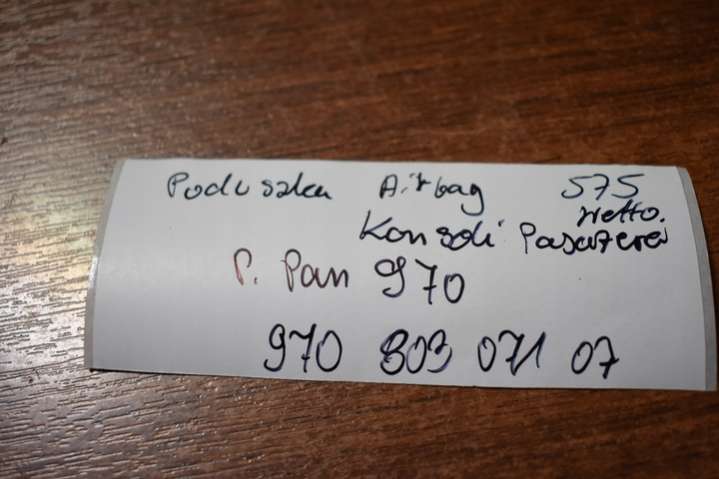 Poduszka Airbag 575
netto.
Konsoli Pasażera
P. Pan 970
970 803 071 07